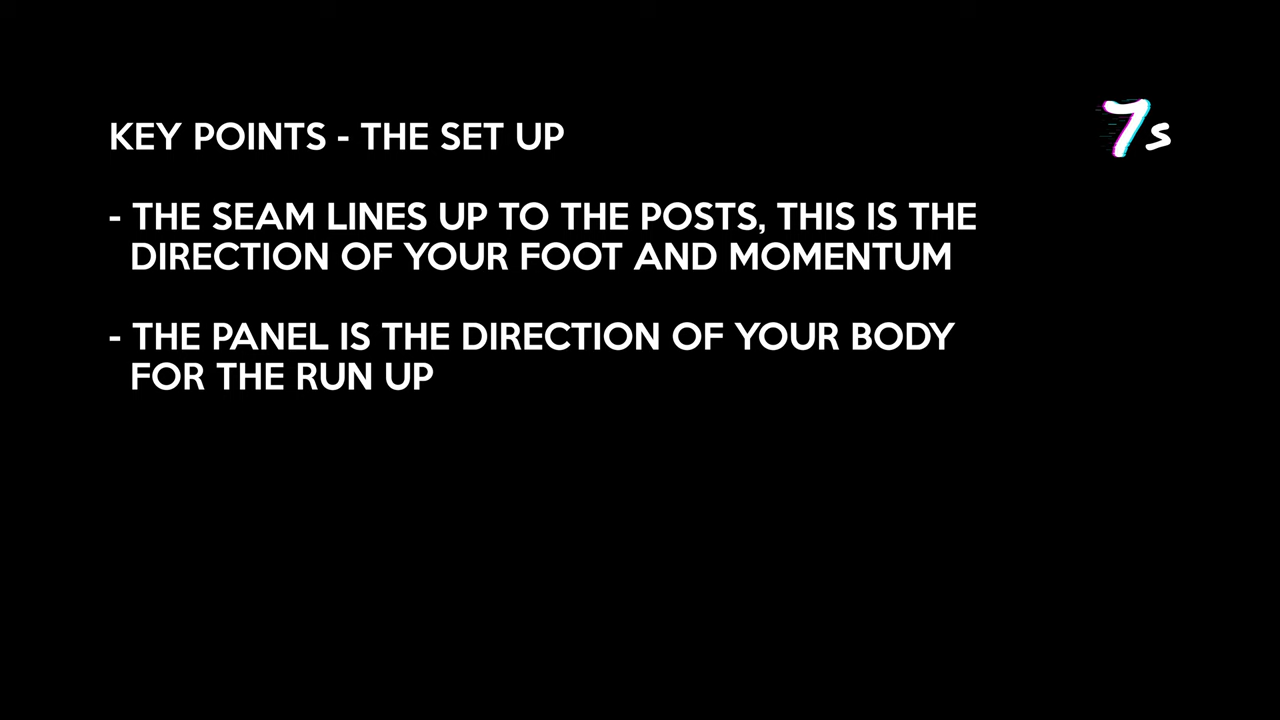 KEY POINTS - THE SET UP
7s
- THE SEAM LINES UP TO THE POSTS, THIS IS THE
DIRECTION OF YOUR FOOT AND MOMENTUM
- THE PANEL IS THE DIRECTION OF YOUR BODY
FOR THE RUN UP